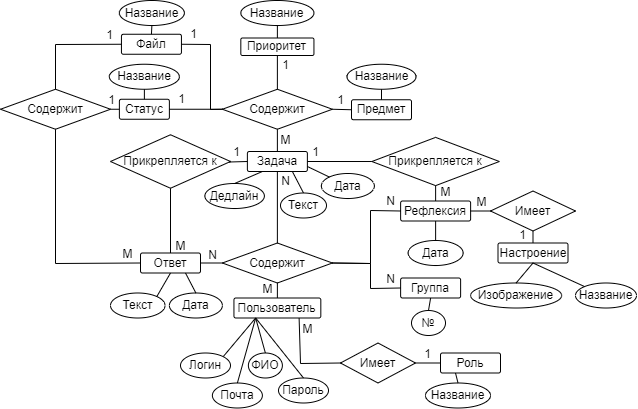 Название
Название
1
Файл
1
Приоритет
Название
1
Название
Содержит
1
Статус
1
Содержит
1
Предмет
M
Прикрепляется к
1
Задача
1
Прикрепляется к
N
Дедлайн
Текст
Дата
N
M
Рефлексия
M
Имеет
Дата
1
Настроение
M
M
Ответ
N
Содержит
N
Группа
Изображение
Название
Текст
Дата
M
Пользователь
M
№
Логин
ФИО
Почта
Пароль
Имеет
1
Роль
Название